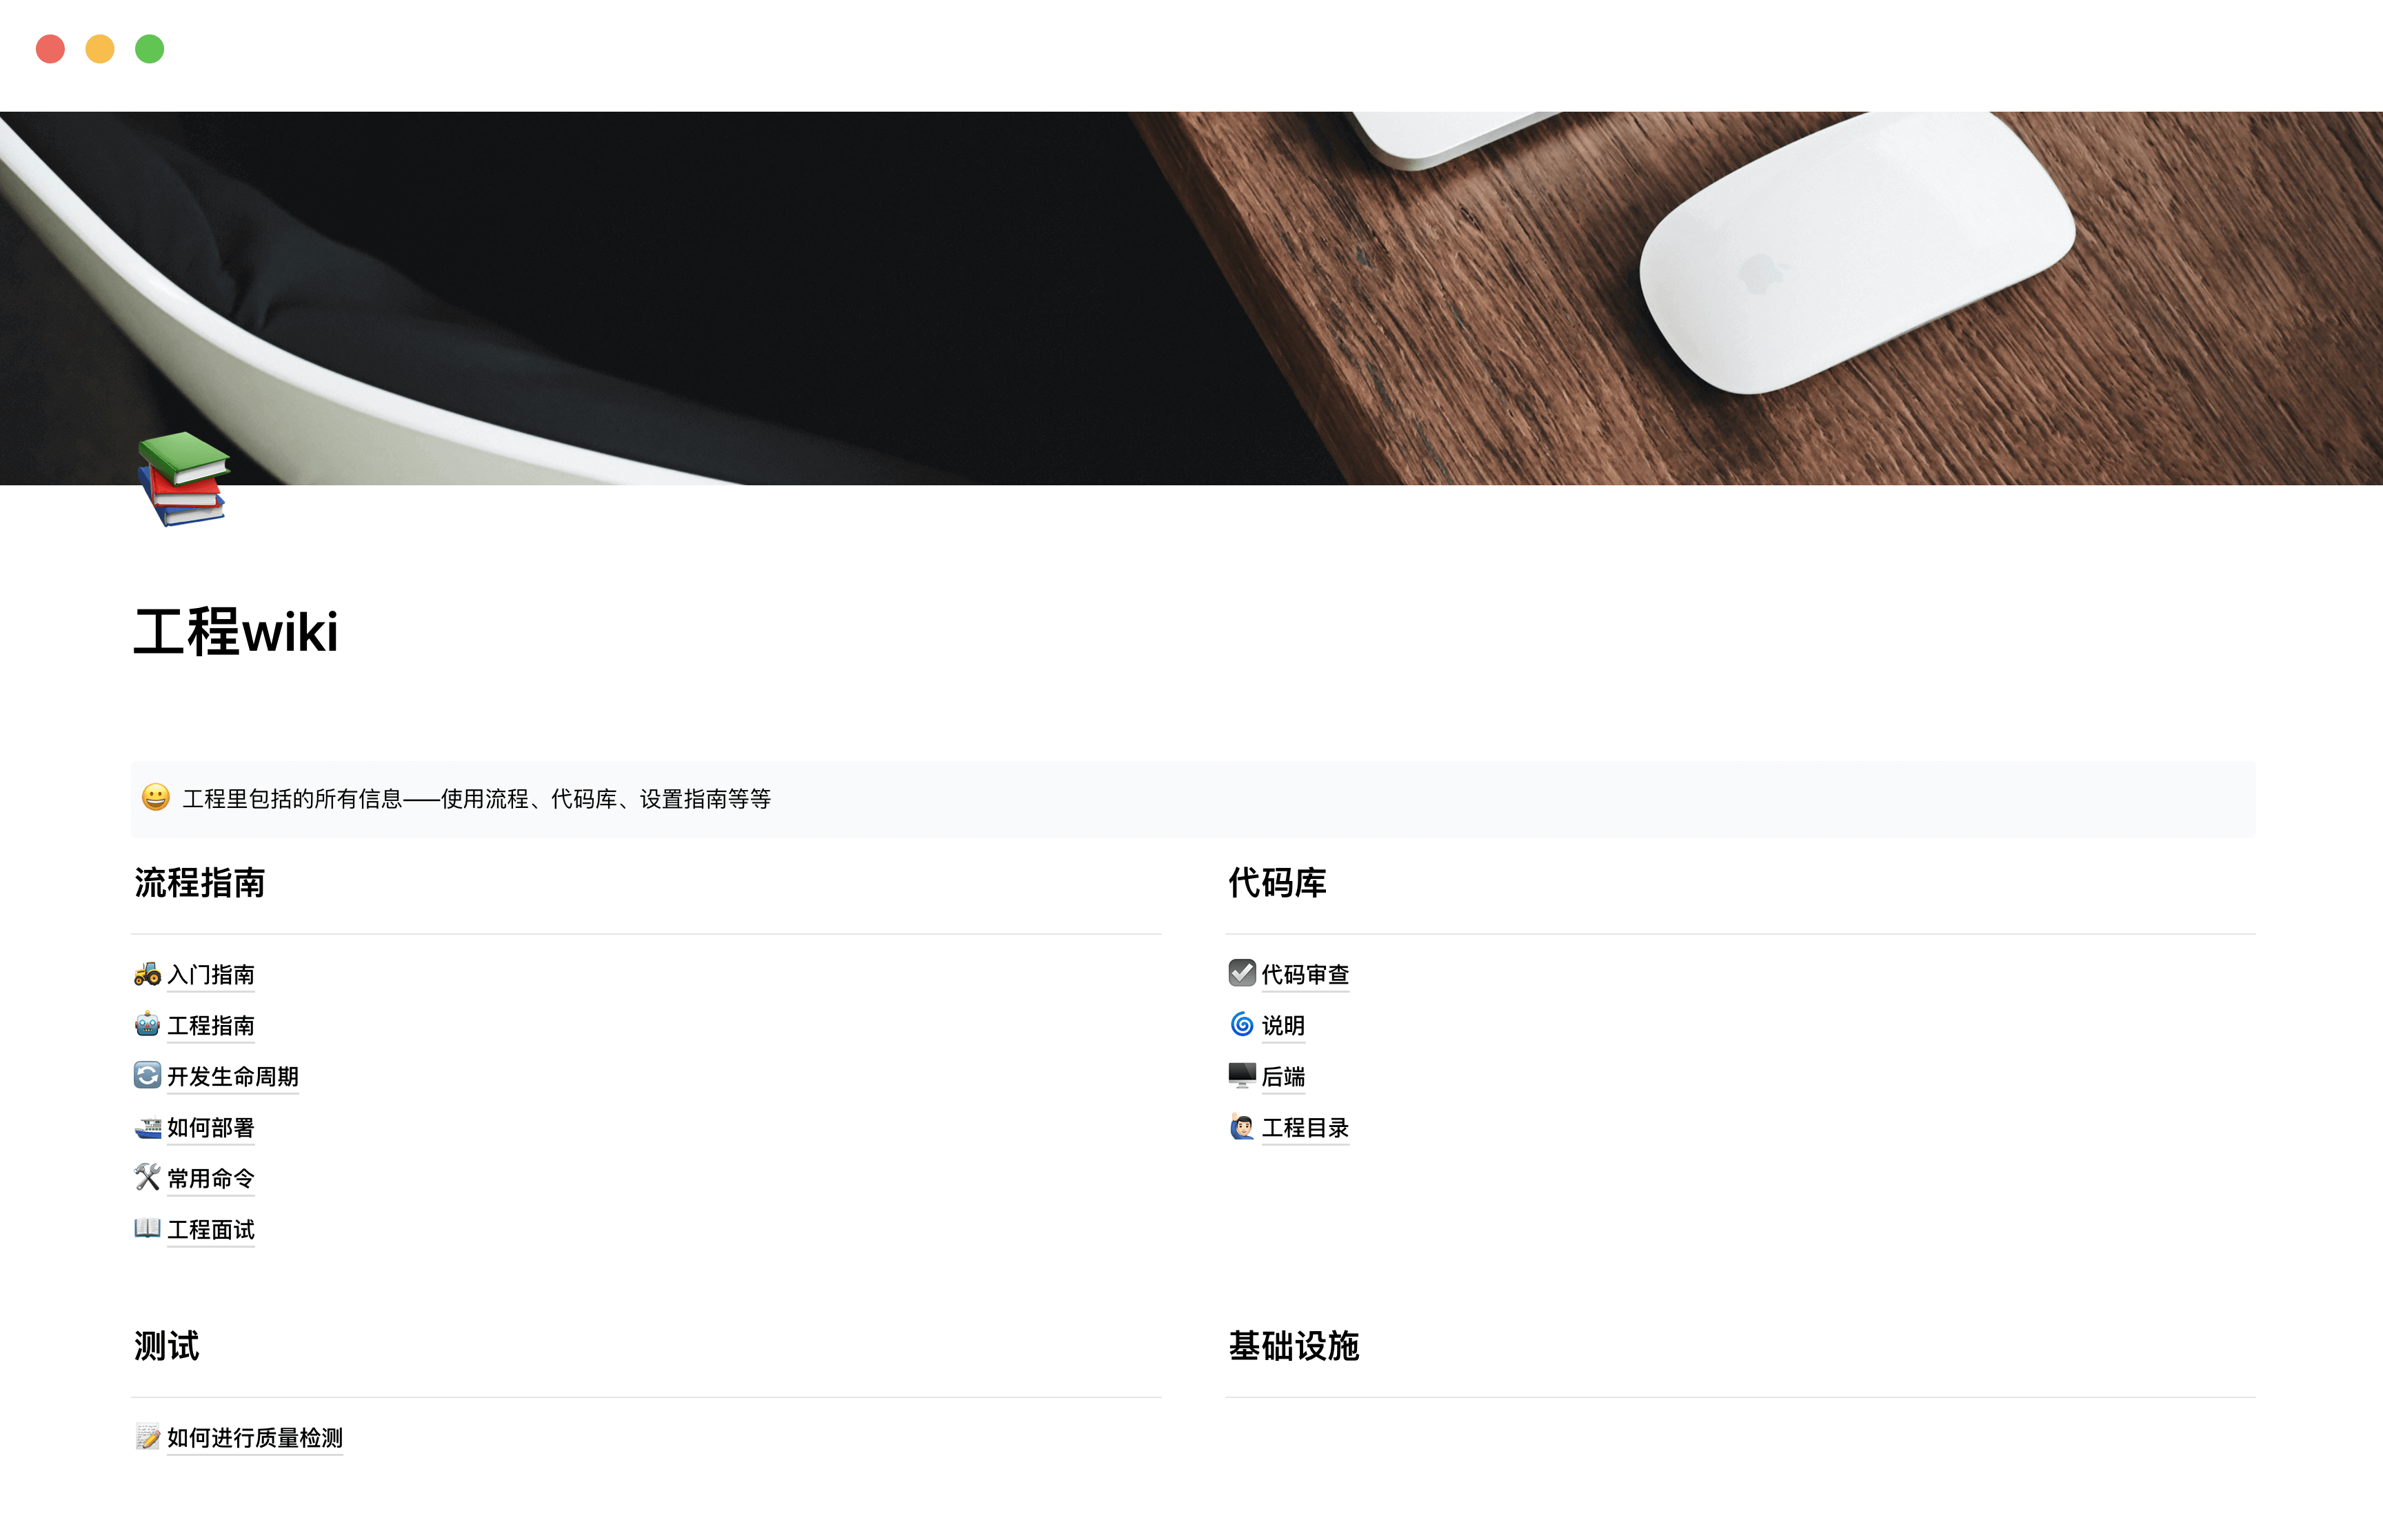 工程wiki
工程里包括的所有信息——使用流程、代码库、设置指南等等
流程指南
入门指南
工程指南
开发生命周期
如何部署
常用命令
工程面试
代码库
代码审查
说明
后端
工程目录
测试
如何进行质量检测
基础设施